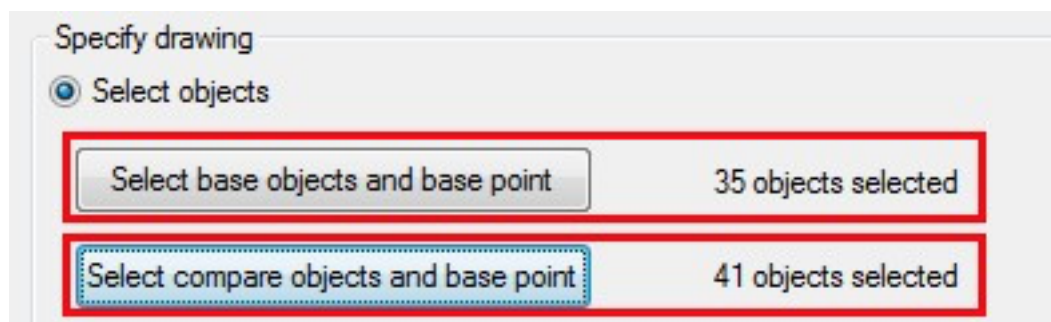 Specify drawing
Select objects
Select base objects and base point 35 objects selected
Select compare objects and base point 41 objects selected